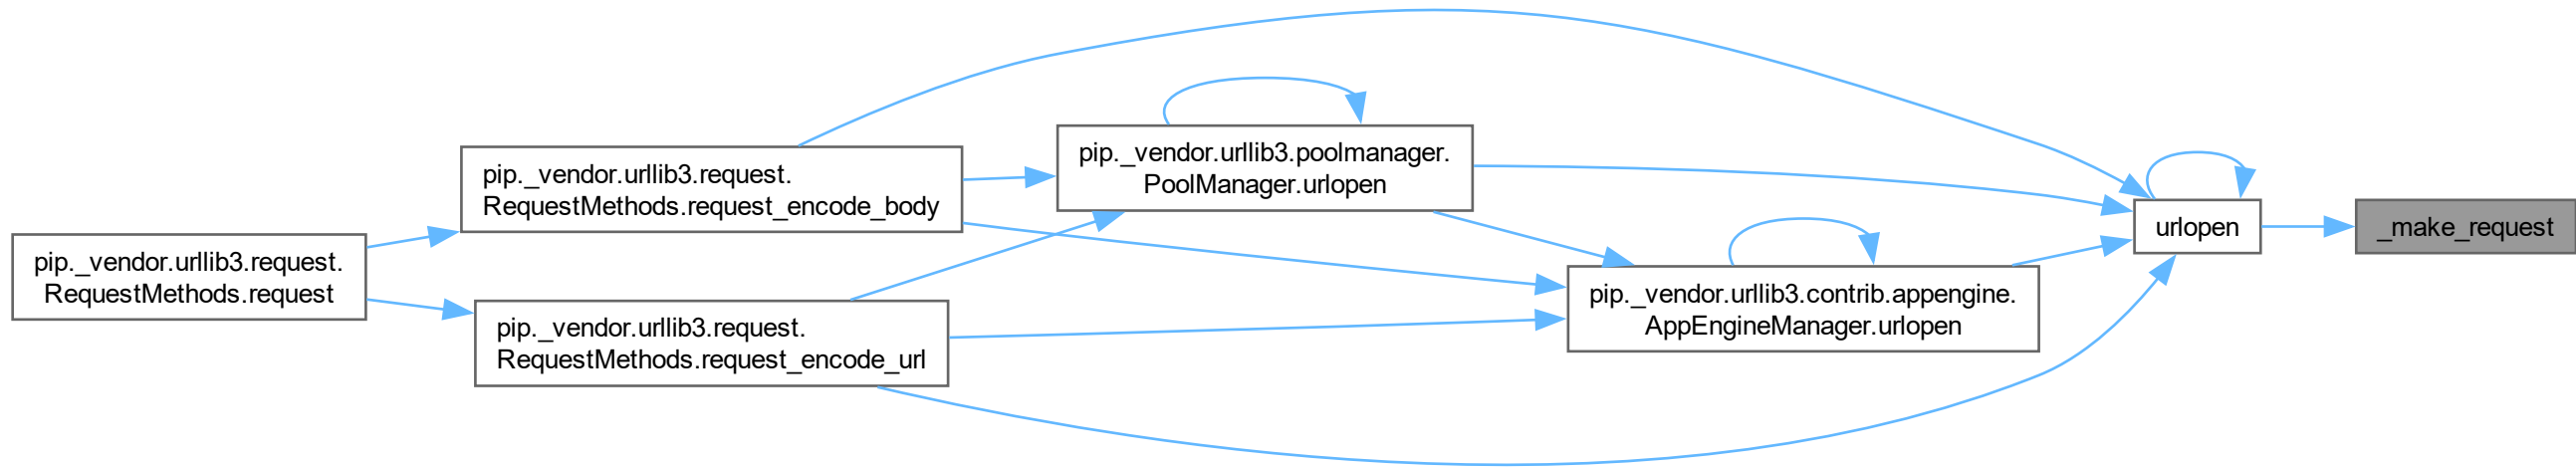 pip._vendor.urllib3.request.
RequestMethods.request
pip._vendor.urllib3.request.
RequestMethods.request_encode_body
pip._vendor.urllib3.request.
RequestMethods.request_encode_url
pip._vendor.urllib3.poolmanager.
PoolManager.urlopen
pip._vendor.urllib3.contrib.appengine.
AppEngineManager.urlopen
urlopen
_make_request